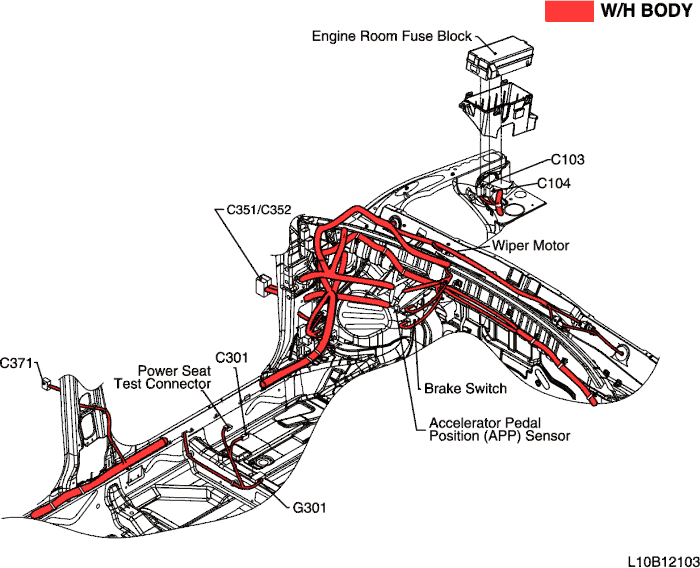 W/H BODY
Engine Room Fuse Block
C103
C104
C351/C352
Wiper Motor
C371
Power Seat
Test Connector
C301
Brake Switch
Accelerator Pedal
Position (APP) Sensor
G301
L10B12103